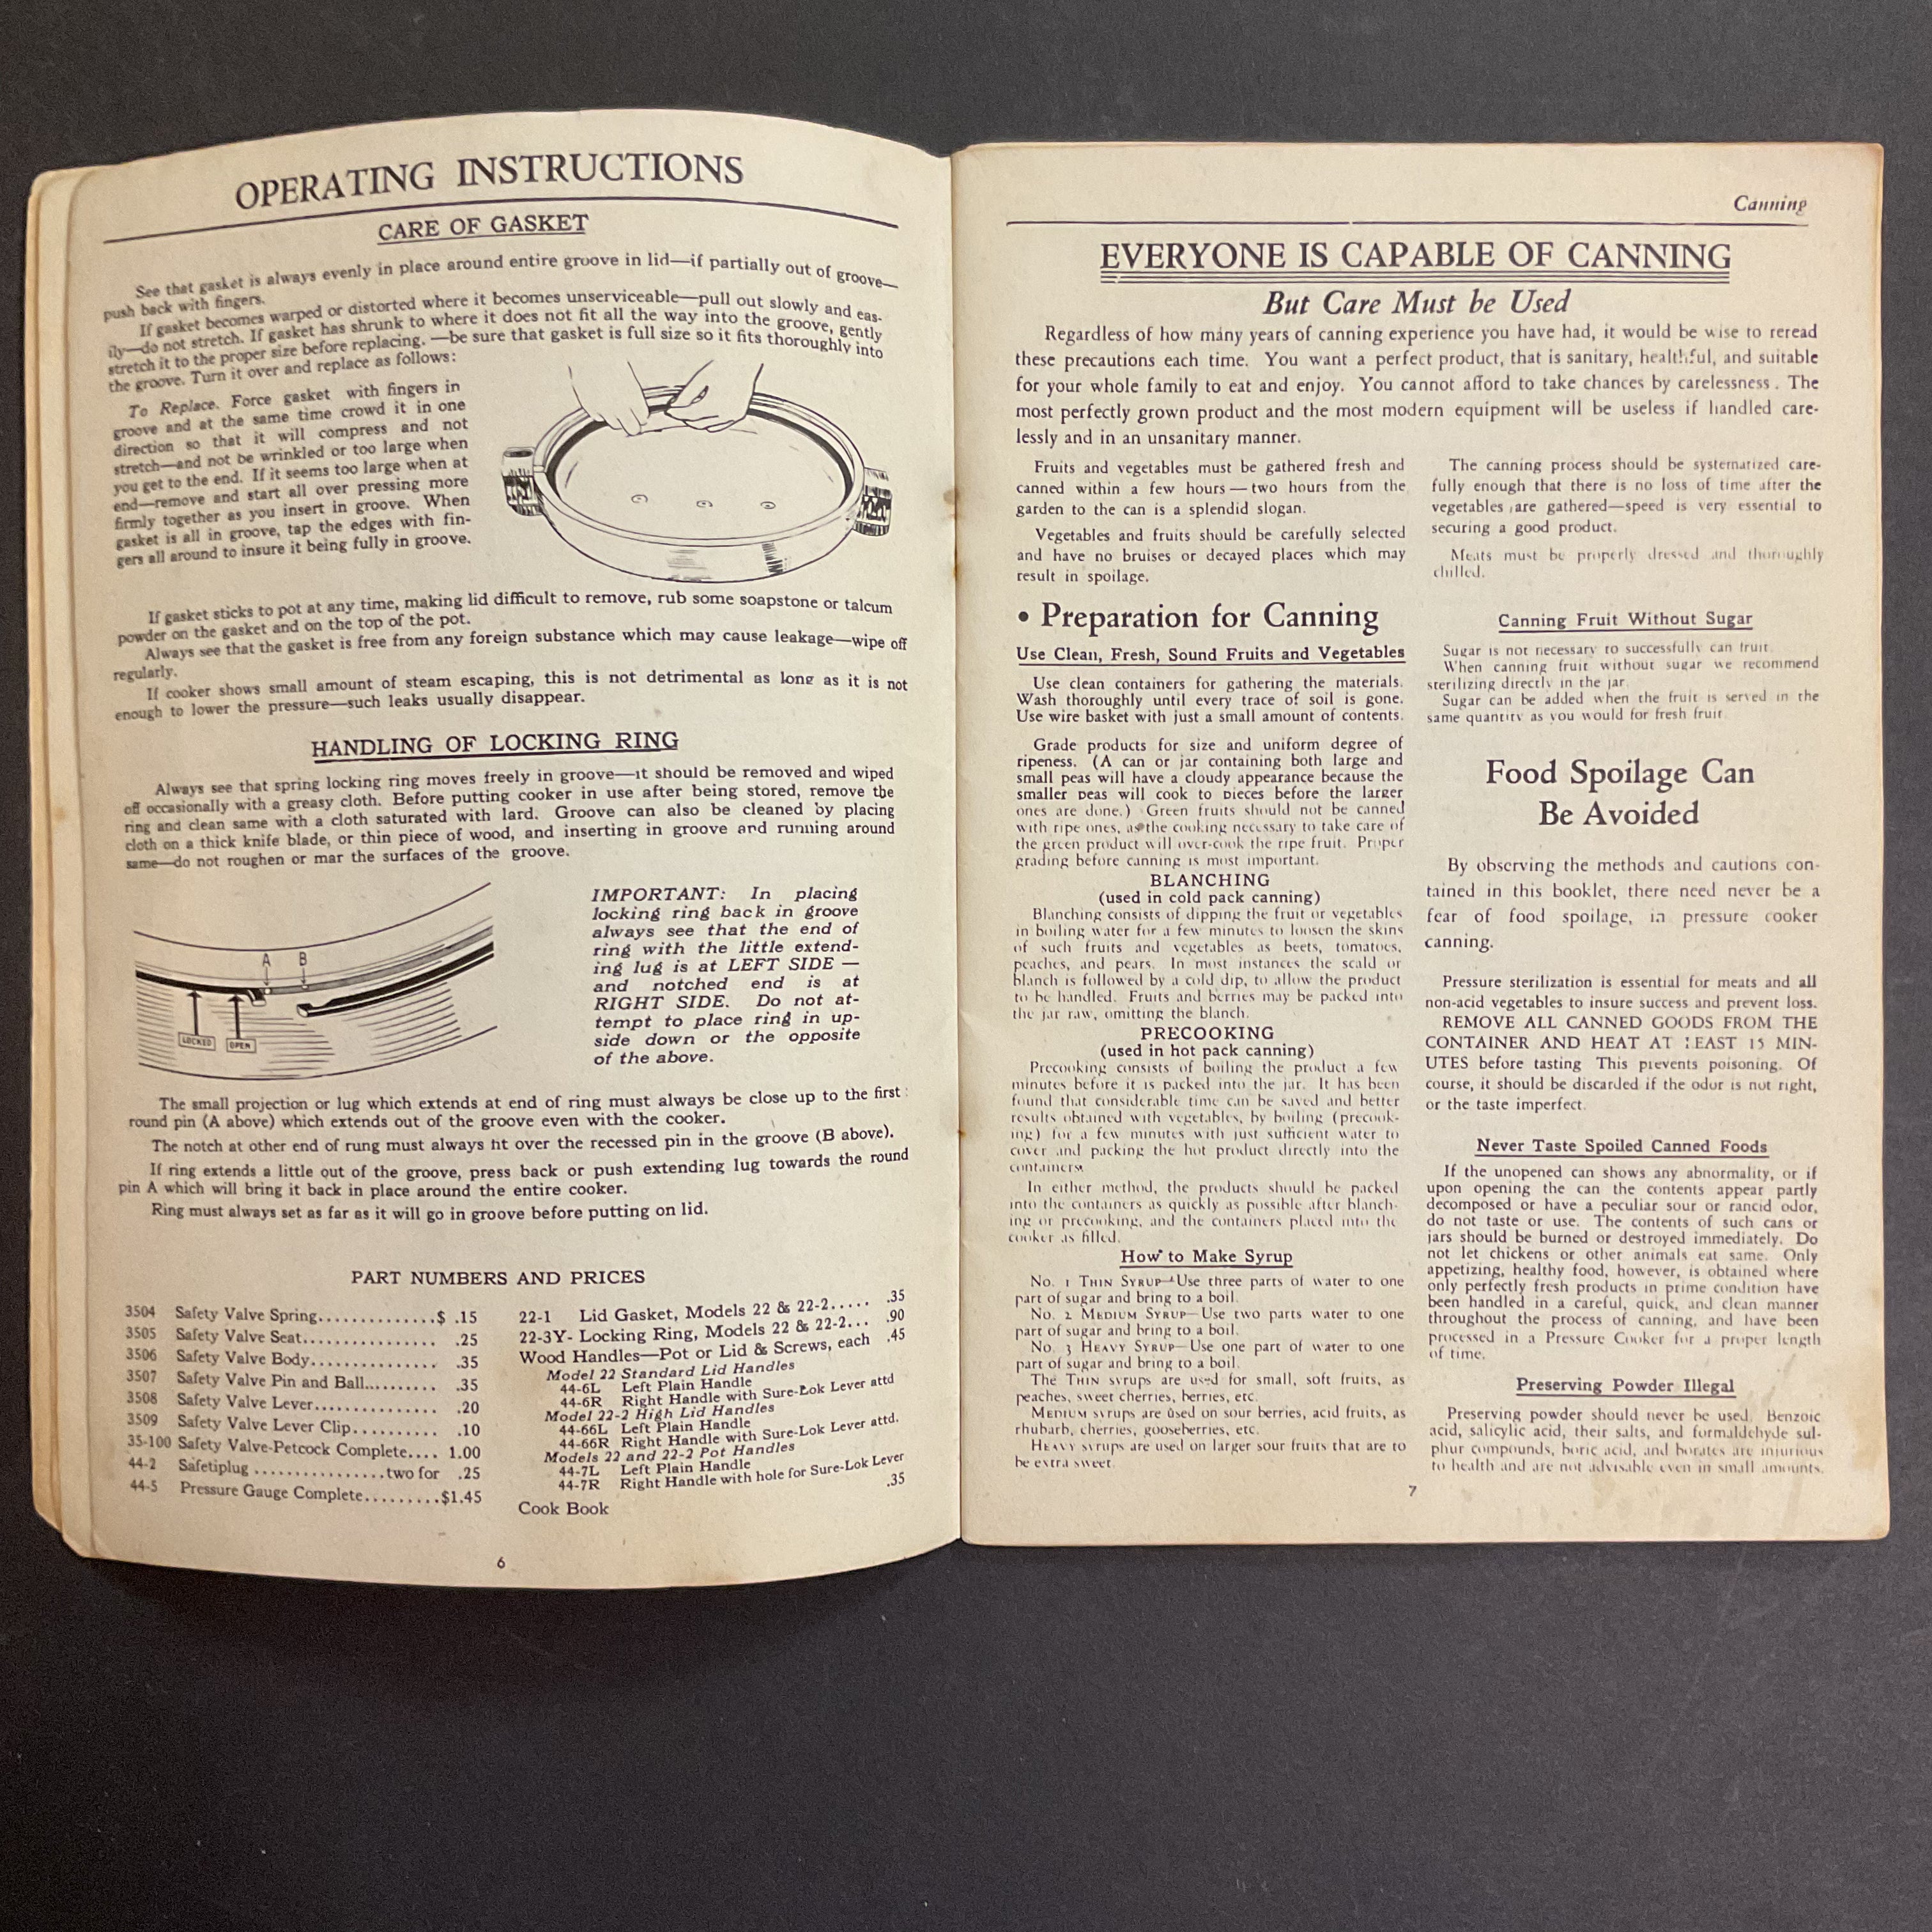 OPERATING INSTRUCTIONS
CARE OF GASKET
See that gasket is always evenly in place around entire groove in lid—if partially out of groove—
push back with fingers.
If gasket becomes warped or distorted where it becomes unserviceable—pull out slowly and eas-
ily—do not stretch. If gasket has shrunk to where it does not fit all the way into the groove, gently
stretch it to the proper size before replacing. —be sure that gasket is full size so it fits thoroughly into
the groove. Turn it over and replace as follows:
To Replace. Force gasket with fingers in
groove and at the same time crowd it in one
direction so that it will compress and not
stretch—and not be wrinkled or too large when
you get to the end. If it seems too large when at
end—remove and start all over pressing more
firmly together as you insert in groove. When
gasket is all in groove, tap the edges with fin-
gers all around to insure it being fully in groove.
If gasket sticks to pot at any time, making lid difficult to remove, rub some soapstone or talcum
powder on the gasket and on the top of the pot.
Always see that the gasket is free from any foreign substance which may cause leakage—wipe off
regularly.
If cooker shows small amount of steam escaping, this is not detrimental as long as it is not
enough to lower the pressure—such leaks usually disappear.
HANDLING OF LOCKING RING
Always see that spring locking ring moves freely in groove—it should be removed and wiped
off occasionally with a greasy cloth. Before putting cooker in use after being stored, remove the
ring and clean same with a cloth saturated with lard. Groove can also be cleaned by placing
cloth on a thick knife blade, or thin piece of wood, and inserting in groove and running around
same—do not roughen or mar the surfaces of the groove.
A B
LOCKED OPEN
IMPORTANT: In placing
locking ring back in groove
always see that the end of
ring with the little extend-
ing lug is at LEFT SIDE —
and notched end is at
RIGHT SIDE. Do not at-
tempt to place ring in up-
side down or the opposite
of the above.
The small projection or lug which extends at end of ring must always be close up to the first
round pin (A above) which extends out of the groove even with the cooker.
The notch at other end of rung must always fit over the recessed pin in the groove (B above).
If ring extends a little out of the groove, press back or push extending lug towards the round
pin A which will bring it back in place around the entire cooker.
Ring must always set as far as it will go in groove before putting on lid.
PART NUMBERS AND PRICES
3504 Safety Valve Spring..............$ .15
3505 Safety Valve Seat................ .25
3506 Safety Valve Body............... .35
3507 Safety Valve Pin and Ball.......... .35
3508 Safety Valve Lever............... .20
3509 Safety Valve Lever Clip.......... .10
35-100 Safety Valve-Petcock Complete.... 1.00
44-2 Safetiplug ................two for .25
44-5 Pressure Gauge Complete.........$1.45
22-1 Lid Gasket, Models 22 & 22-2..... .35
22-3Y- Locking Ring, Models 22 & 22-2... .90
Wood Handles—Pot or Lid & Screws, each .45
Model 22 Standard Lid Handles
44-6L Left Plain Handle
44-6R Right Handle with Sure-Lok Lever attd
Model 22-2 High Lid Handles
44-66L Left Plain Handle
44-66R Right Handle with Sure-Lok Lever attd.
Models 22 and 22-2 Pot Handles
44-7L Left Plain Handle
44-7R Right Handle with hole for Sure-Lok Lever
Cook Book .35
6
Canning
EVERYONE IS CAPABLE OF CANNING
But Care Must be Used
Regardless of how many years of canning experience you have had, it would be wise to reread
these precautions each time. You want a perfect product, that is sanitary, healthful, and suitable
for your whole family to eat and enjoy. You cannot afford to take chances by carelessness. The
most perfectly grown product and the most modern equipment will be useless if handled care-
lessly and in an unsanitary manner.
Fruits and vegetables must be gathered fresh and
canned within a few hours — two hours from the
garden to the can is a splendid slogan.
Vegetables and fruits should be carefully selected
and have no bruises or decayed places which may
result in spoilage.
• Preparation for Canning
Use Clean, Fresh, Sound Fruits and Vegetables
Use clean containers for gathering the materials.
Wash thoroughly until every trace of soil is gone.
Use wire basket with just a small amount of contents.
Grade products for size and uniform degree of
ripeness. (A can or jar containing both large and
small peas will have a cloudy appearance because the
smaller peas will cook to pieces before the larger
ones are done.) Green fruits should not be canned
with ripe ones, as the cooking necessary to take care of
the green product will over-cook the ripe fruit. Proper
grading before canning is most important.
BLANCHING
(used in cold pack canning)
Blanching consists of dipping the fruit or vegetables
in boiling water for a few minutes to loosen the skins
of such fruits and vegetables as beets, tomatoes,
peaches, and pears. In most instances the scald or
blanch is followed by a cold dip, to allow the product
to be handled. Fruits and berries may be packed into
the jar raw, omitting the blanch.
PRECOOKING
(used in hot pack canning)
Precooking consists of boiling the product a few
minutes before it is packed into the jar. It has been
found that considerable time can be saved and better
results obtained with vegetables, by boiling (precook-
ing) for a few minutes with just sufficient water to
cover and packing the hot product directly into the
containers.
In either method, the products should be packed
into the containers as quickly as possible after blanch-
ing or precooking, and the containers placed into the
cooker as filled.
How to Make Syrup
No. 1 Thin Syrup—Use three parts of water to one
part of sugar and bring to a boil.
No. 2 Medium Syrup—Use two parts water to one
part of sugar and bring to a boil.
No. 3 Heavy Syrup—Use one part of water to one
part of sugar and bring to a boil.
The Thin syrups are used for small, soft fruits, as
peaches, sweet cherries, berries, etc.
Medium syrups are used on sour berries, acid fruits, as
rhubarb, cherries, gooseberries, etc.
Heavy syrups are used on larger sour fruits that are to
be extra sweet.
The canning process should be systematized care-
fully enough that there is no loss of time after the
vegetables are gathered—speed is very essential to
securing a good product.
Meats must be properly dressed and thoroughly
chilled.
Canning Fruit Without Sugar
Sugar is not necessary to successfully can fruit.
When canning fruit without sugar we recommend
sterilizing directly in the jar.
Sugar can be added when the fruit is served in the
same quantity as you would for fresh fruit.
Food Spoilage Can
Be Avoided
By observing the methods and cautions con-
tained in this booklet, there need never be a
fear of food spoilage, in pressure cooker
canning.
Pressure sterilization is essential for meats and all
non-acid vegetables to insure success and prevent loss.
REMOVE ALL CANNED GOODS FROM THE
CONTAINER AND HEAT AT LEAST 15 MIN-
UTES before tasting This prevents poisoning. Of
course, it should be discarded if the odor is not right,
or the taste imperfect.
Never Taste Spoiled Canned Foods
If the unopened can shows any abnormality, or if
upon opening the can the contents appear partly
decomposed or have a peculiar sour or rancid odor,
do not taste or use. The contents of such cans or
jars should be burned or destroyed immediately. Do
not let chickens or other animals eat same. Only
appetizing, healthy food, however, is obtained where
only perfectly fresh products in prime condition have
been handled in a careful, quick, and clean manner
throughout the process of canning, and have been
processed in a Pressure Cooker for a proper length
of time.
Preserving Powder Illegal
Preserving powder should never be used. Benzoic
acid, salicylic acid, their salts, and formaldehyde sul-
phur compounds, boric acid, and borates are injurious
to health and are not advisable even in small amounts.
7